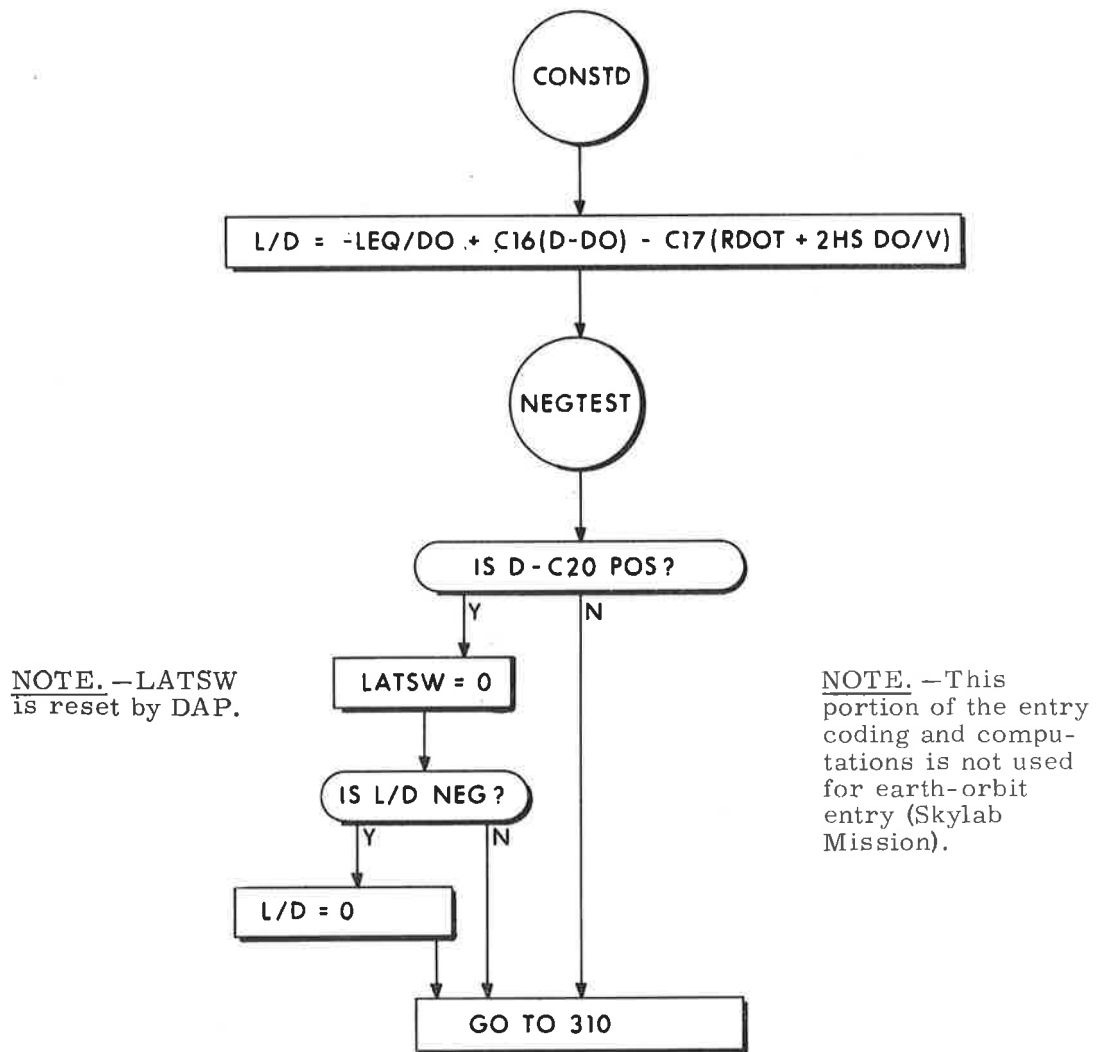 CONSTD
L/D = -LEQ/DO + C16(D-DO) - C17(RDOT + 2HS DO/V)
NEGTEST
IS D-C20 POS?
Y
N
NOTE. —LATSW
is reset by DAP.
LATSW = 0
NOTE. —This
portion of the entry
coding and compu-
tations is not used
for earth-orbit
entry (Skylab
Mission).
IS L/D NEG?
Y
N
L/D = 0
GO TO 310